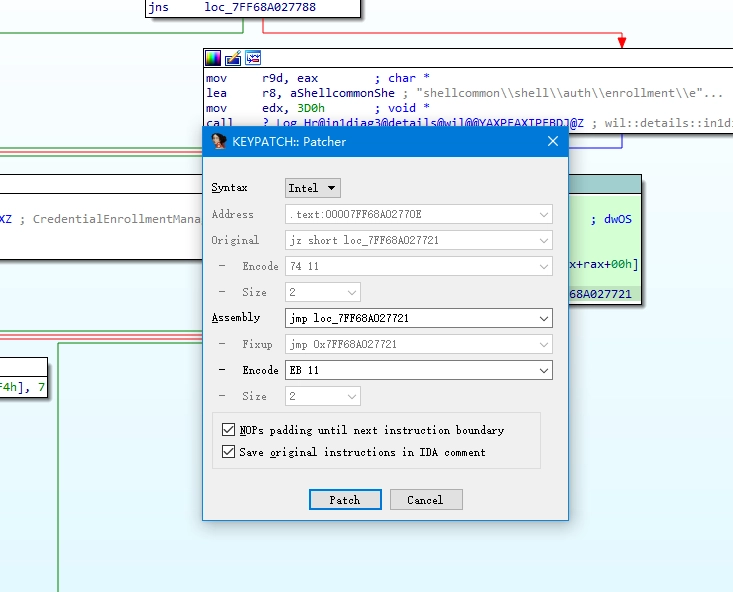 jns loc_7FF68A027788
mov r9d, eax ; char *
lea r8, aShellcommonShe ; "shellcommon\\shell\\auth\\enrollment\\e"...
mov edx, 3D0h ; void *
call ?_Log_Hr@in1diag3@details@wil@@YAXPEAXIPEBDJ@Z ; wil::details::in1di
KEYPATCH:: Patcher
Syntax Intel
Address .text:00007FF68A02770E
XZ ; CredentialEnrollmentMana
; dwOS
Original jz short loc_7FF68A027721
- Encode 74 11
x+rax+00h]
- Size 2
68A027721
Assembly jmp loc_7FF68A027721
- Fixup jmp 0x7FF68A027721
- Encode EB 11
F4h], 7
- Size 2
NOPs padding until next instruction boundary
Save original instructions in IDA comment
Patch Cancel